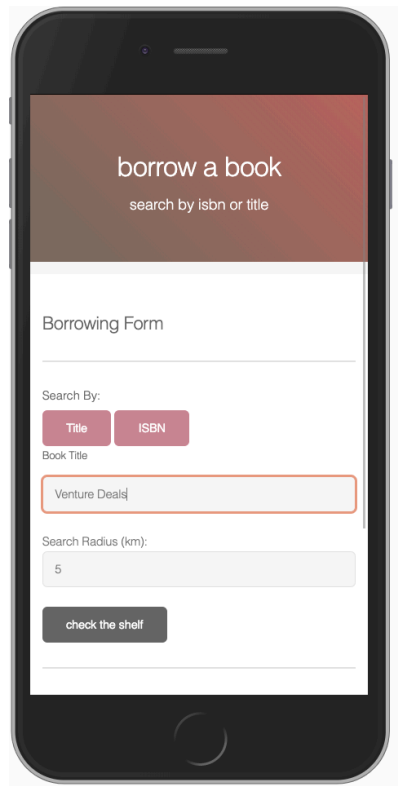 borrow a book
search by isbn or title
Borrowing Form
Search By:
Title ISBN
Book Title
Venture Deals
Search Radius (km):
5
check the shelf